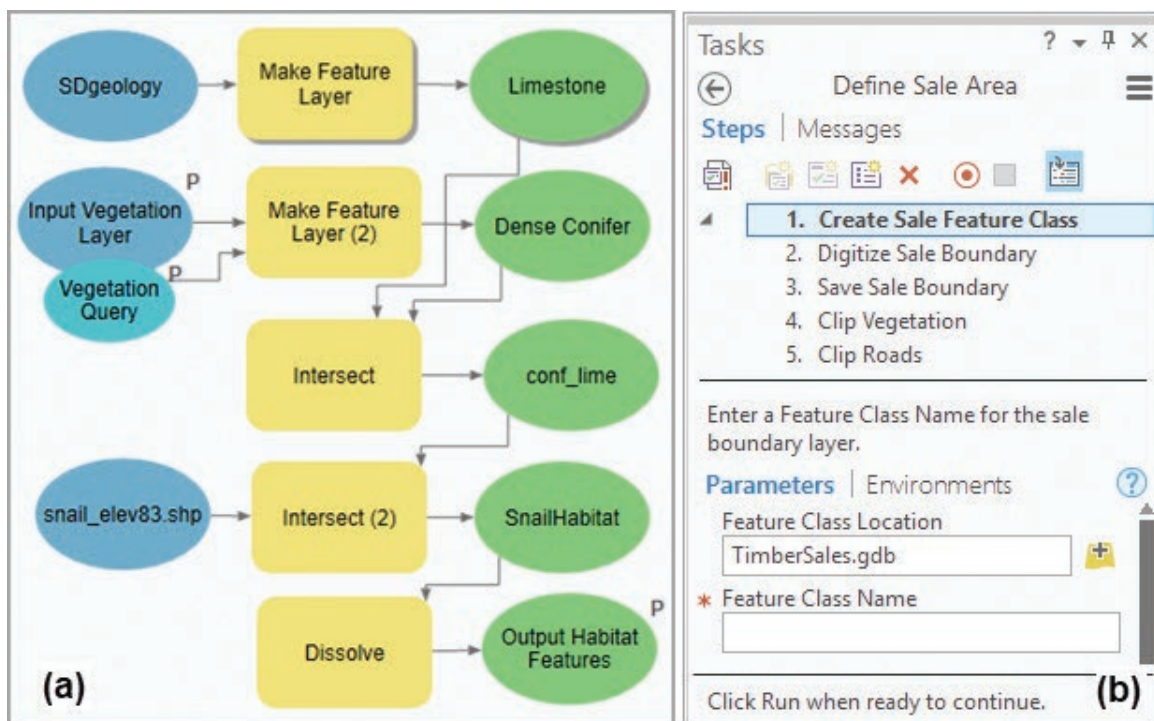 SDgeology
Make Feature
Layer
Limestone
P
Input Vegetation
Layer
Make Feature
Layer (2)
Dense Conifer
P
Vegetation
Query
Intersect
conf_lime
snail_elev83.shp
Intersect (2)
SnailHabitat
Dissolve
Output Habitat
Features
P
(a)
Tasks
?
Define Sale Area
Steps | Messages
1. Create Sale Feature Class
2. Digitize Sale Boundary
3. Save Sale Boundary
4. Clip Vegetation
5. Clip Roads
Enter a Feature Class Name for the sale
boundary layer.
Parameters | Environments
?
Feature Class Location
TimberSales.gdb
* Feature Class Name
Click Run when ready to continue.
(b)